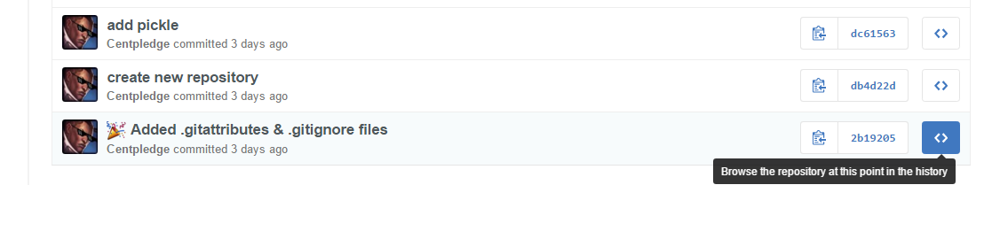 add pickle
Centpledge committed 3 days ago
dc61563
create new repository
Centpledge committed 3 days ago
db4d22d
🎉 Added .gitattributes & .gitignore files
Centpledge committed 3 days ago
2b19205
Browse the repository at this point in the history